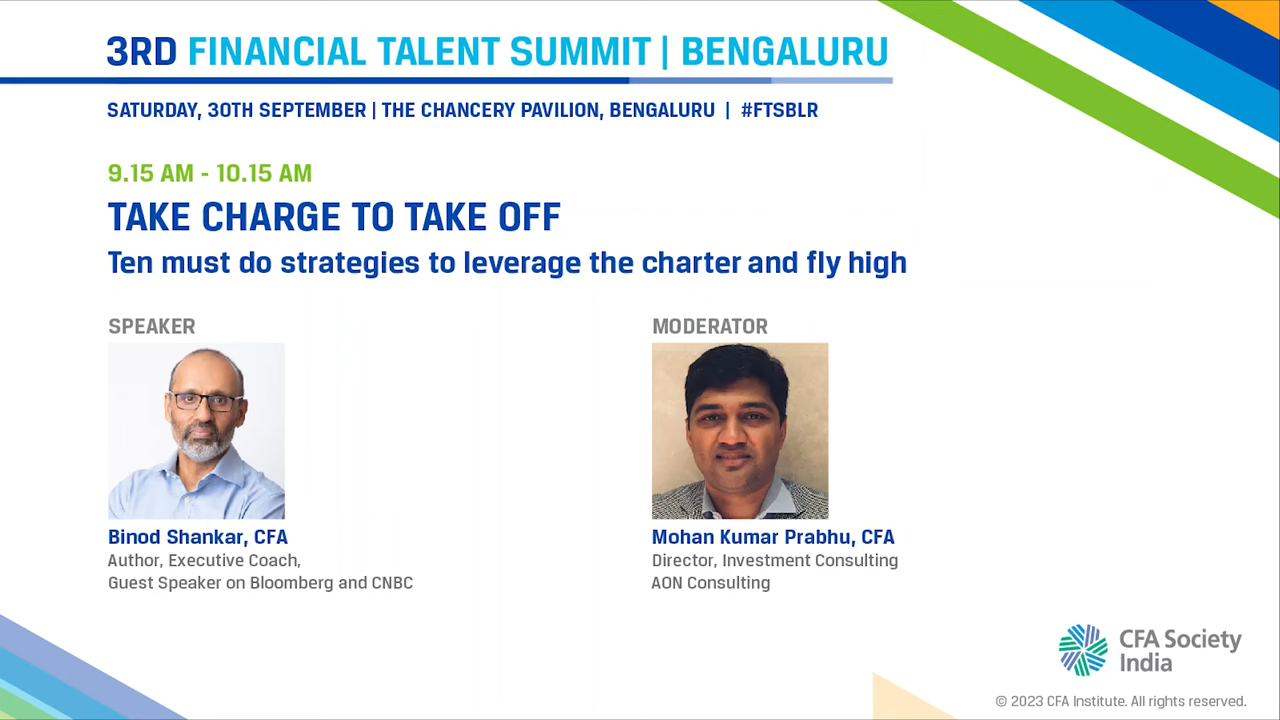 3RD FINANCIAL TALENT SUMMIT | BENGALURU
SATURDAY, 30TH SEPTEMBER | THE CHANCERY PAVILION, BENGALURU | #FTSBLR
9.15 AM - 10.15 AM
TAKE CHARGE TO TAKE OFF
Ten must do strategies to leverage the charter and fly high
SPEAKER
MODERATOR
Binod Shankar, CFA
Author, Executive Coach,
Guest Speaker on Bloomberg and CNBC
Mohan Kumar Prabhu, CFA
Director, Investment Consulting
AON Consulting
CFA Society
India
© 2023 CFA Institute. All rights reserved.